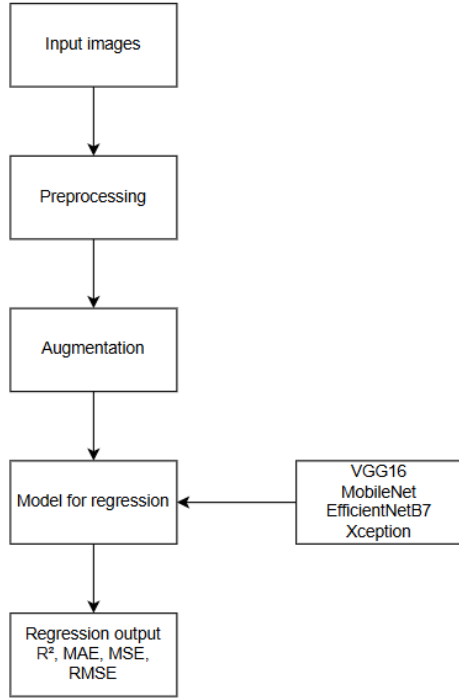 Input images
Preprocessing
Augmentation
Model for regression
VGG16
MobileNet
EfficientNetB7
Xception
Regression output
R², MAE, MSE,
RMSE